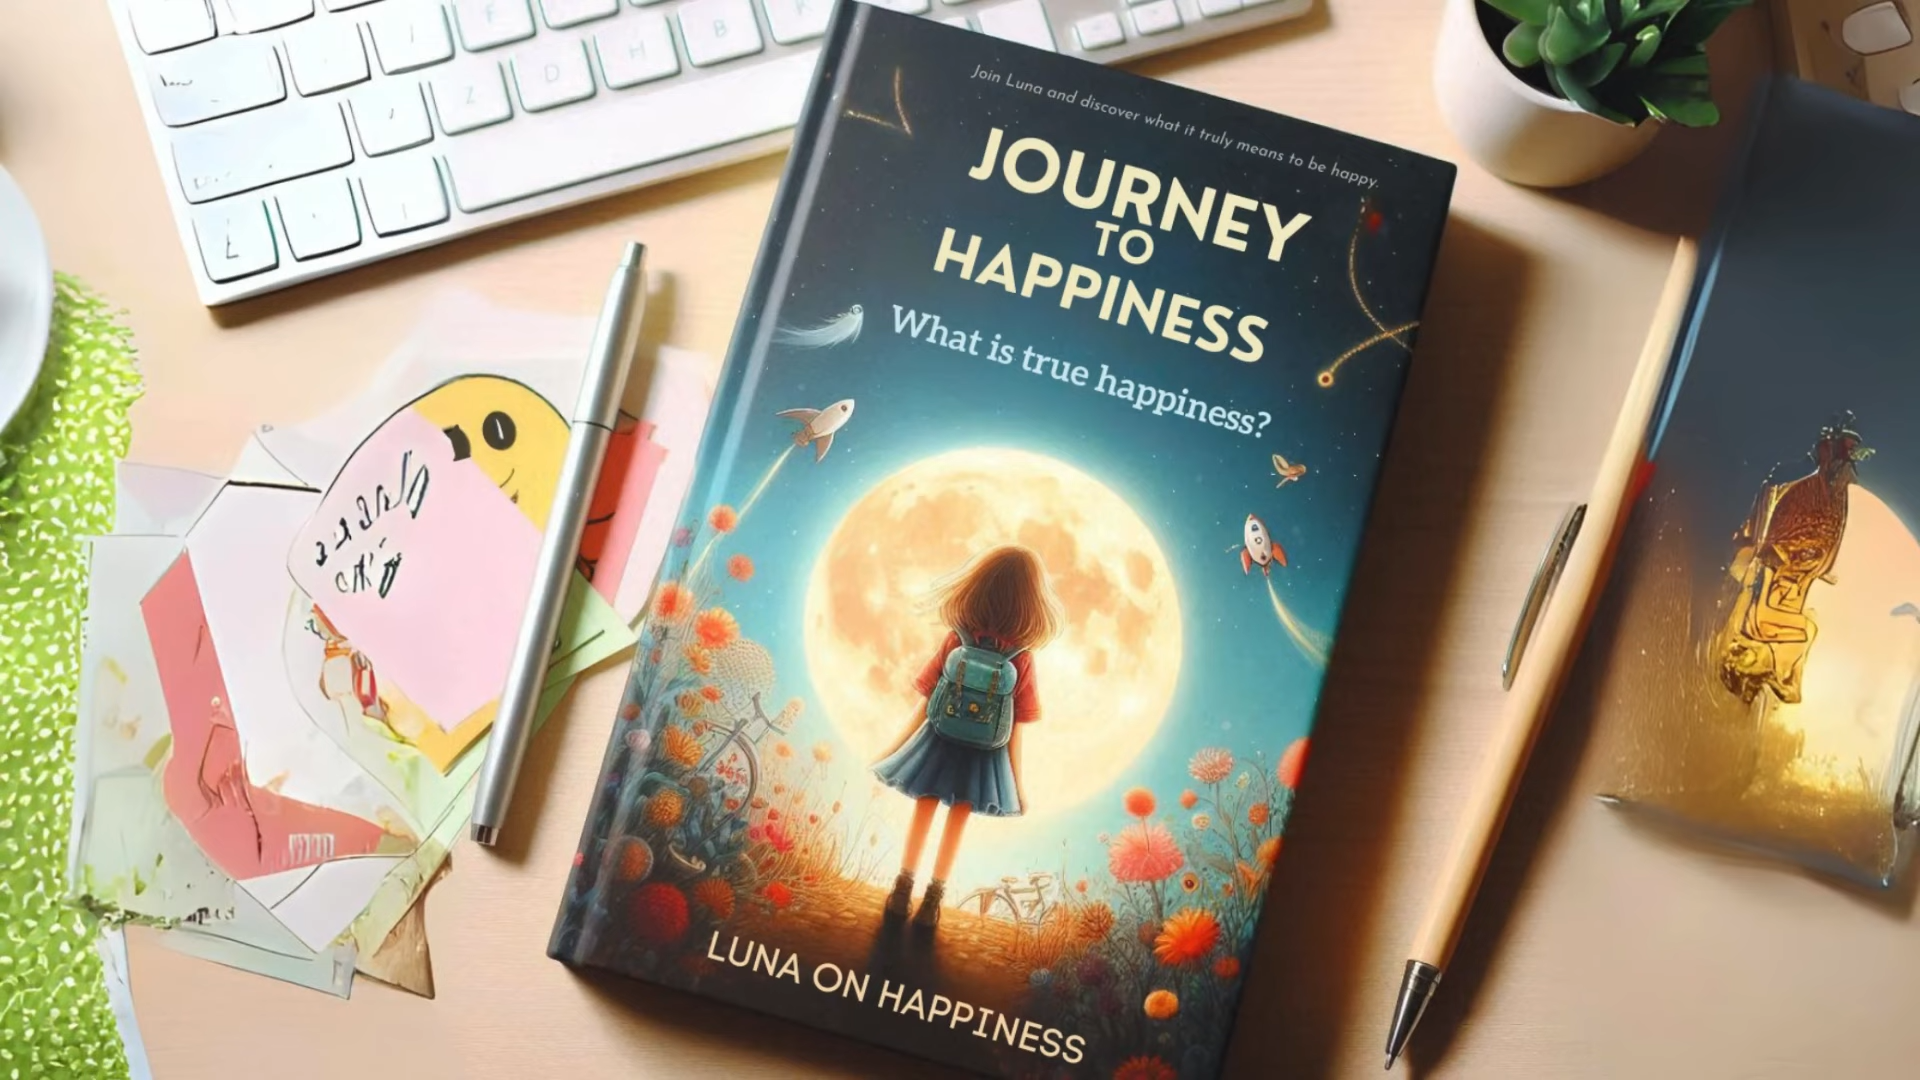 Join Luna and discover what it truly means to be happy.
JOURNEY
TO
HAPPINESS
What is true happiness?
LUNA ON HAPPINESS